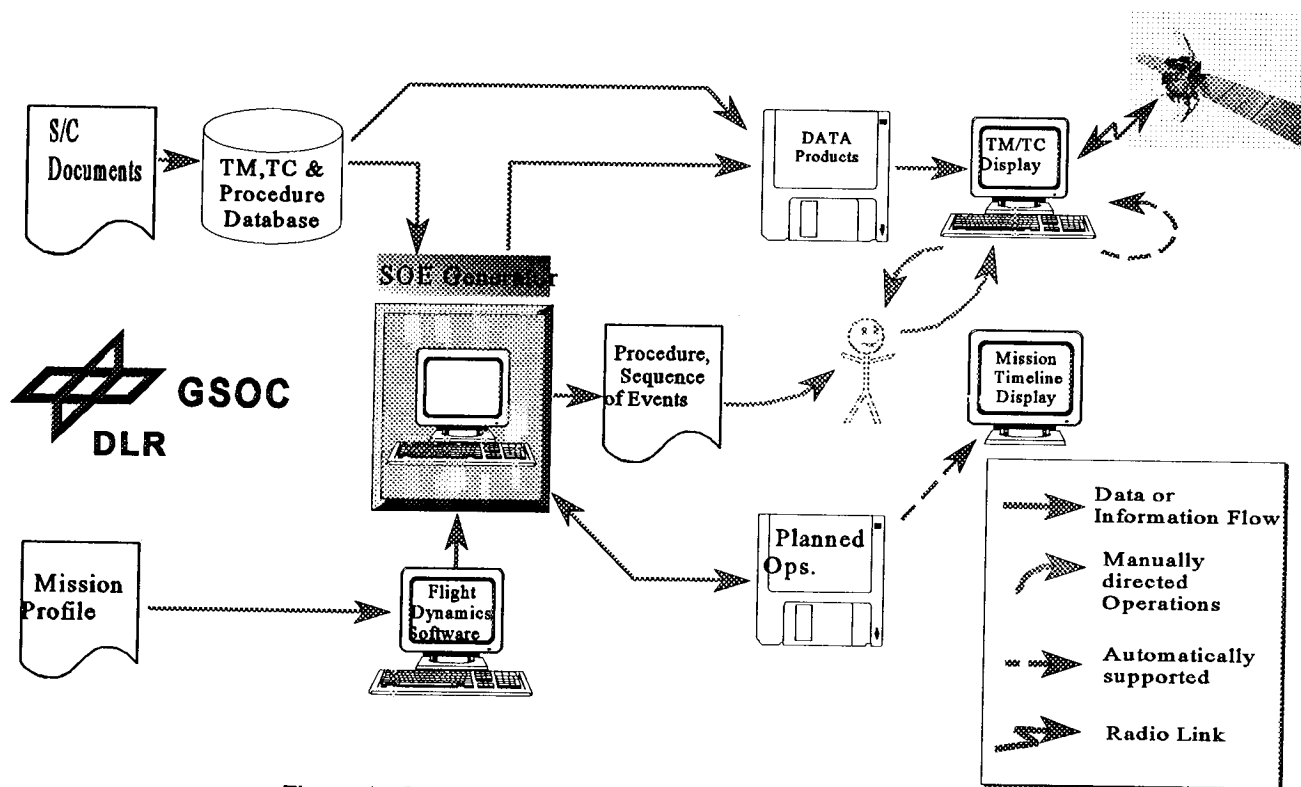 S/C
Documents
TM,TC &
Procedure
Database
DATA
Products
TM/TC
Display
SOE Generator
Procedure,
Sequence
of Events
Mission
Timeline
Display
GSOC
DLR
Mission
Profile
Flight
Dynamics
Software
Planned
Ops.
Data or
Information Flow
Manually
directed
Operations
Automatically
supported
Radio Link